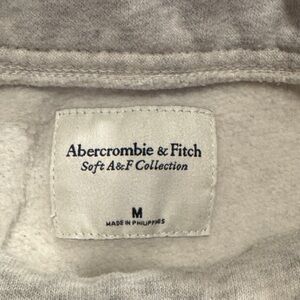 Abercrombie & Fitch
Soft A&F Collection
M
MADE IN PHILIPPINES